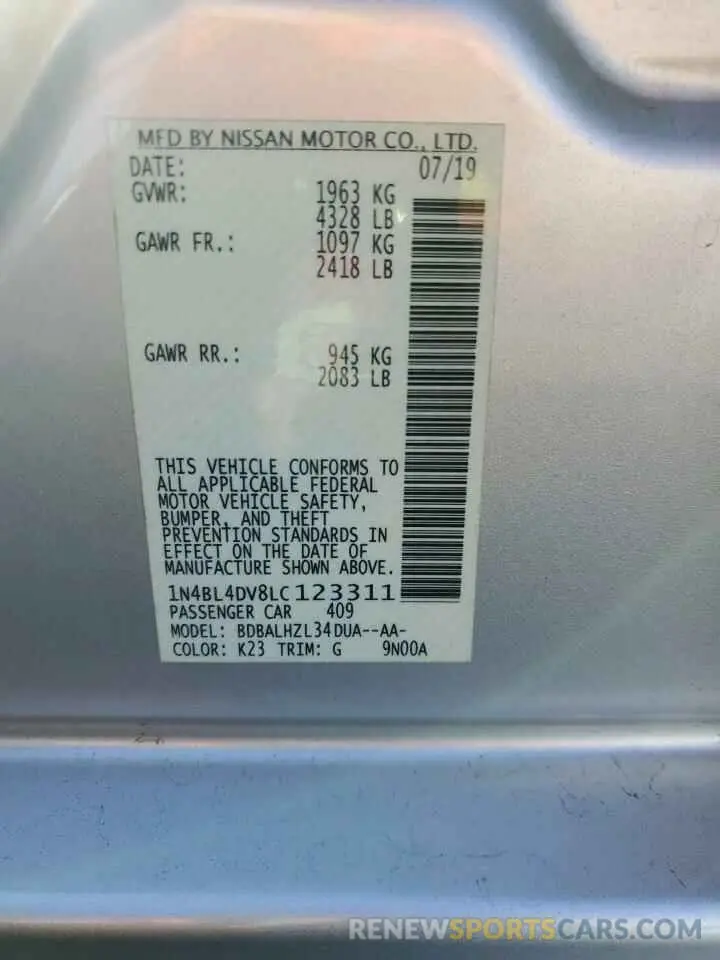 MFD BY NISSAN MOTOR CO., LTD.
DATE: 07/19
GVWR: 1963 KG
4328 LB
GAWR FR.: 1097 KG
2418 LB
GAWR RR.: 945 KG
2083 LB
THIS VEHICLE CONFORMS TO
ALL APPLICABLE FEDERAL
MOTOR VEHICLE SAFETY,
BUMPER, AND THEFT
PREVENTION STANDARDS IN
EFFECT ON THE DATE OF
MANUFACTURE SHOWN ABOVE.
1N4BL4DV8LC123311
PASSENGER CAR 409
MODEL: BDBALHZL34DUA--AA-
COLOR: K23 TRIM: G 9N00A
RENEWSPORTSCARS.COM